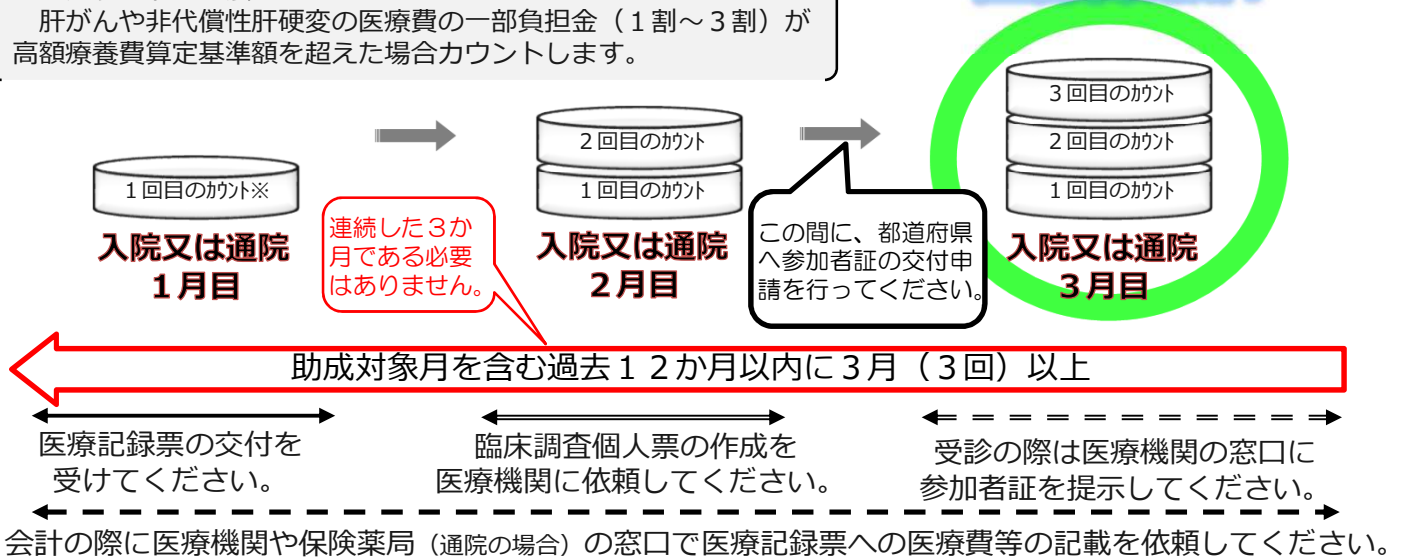 肝がんや非代償性肝硬変の医療費の一部負担金（１割～３割）が
高額療養費算定基準額を超えた場合カウントします。
３回目のｶｳﾝﾄ
２回目のｶｳﾝﾄ
２回目のｶｳﾝﾄ
１回目のｶｳﾝﾄ※
１回目のｶｳﾝﾄ
１回目のｶｳﾝﾄ
入院又は通院
１月目
連続した３か
月である必要
はありません。
入院又は通院
２月目
この間に、都道府県
へ参加者証の交付申
請を行ってください。
入院又は通院
３月目
助成対象月を含む過去１２か月以内に３月（３回）以上
医療記録票の交付を
受けてください。
臨床調査個人票の作成を
医療機関に依頼してください。
受診の際は医療機関の窓口に
参加者証を提示してください。
会計の際に医療機関や保険薬局（通院の場合）の窓口で医療記録票への医療費等の記載を依頼してください。